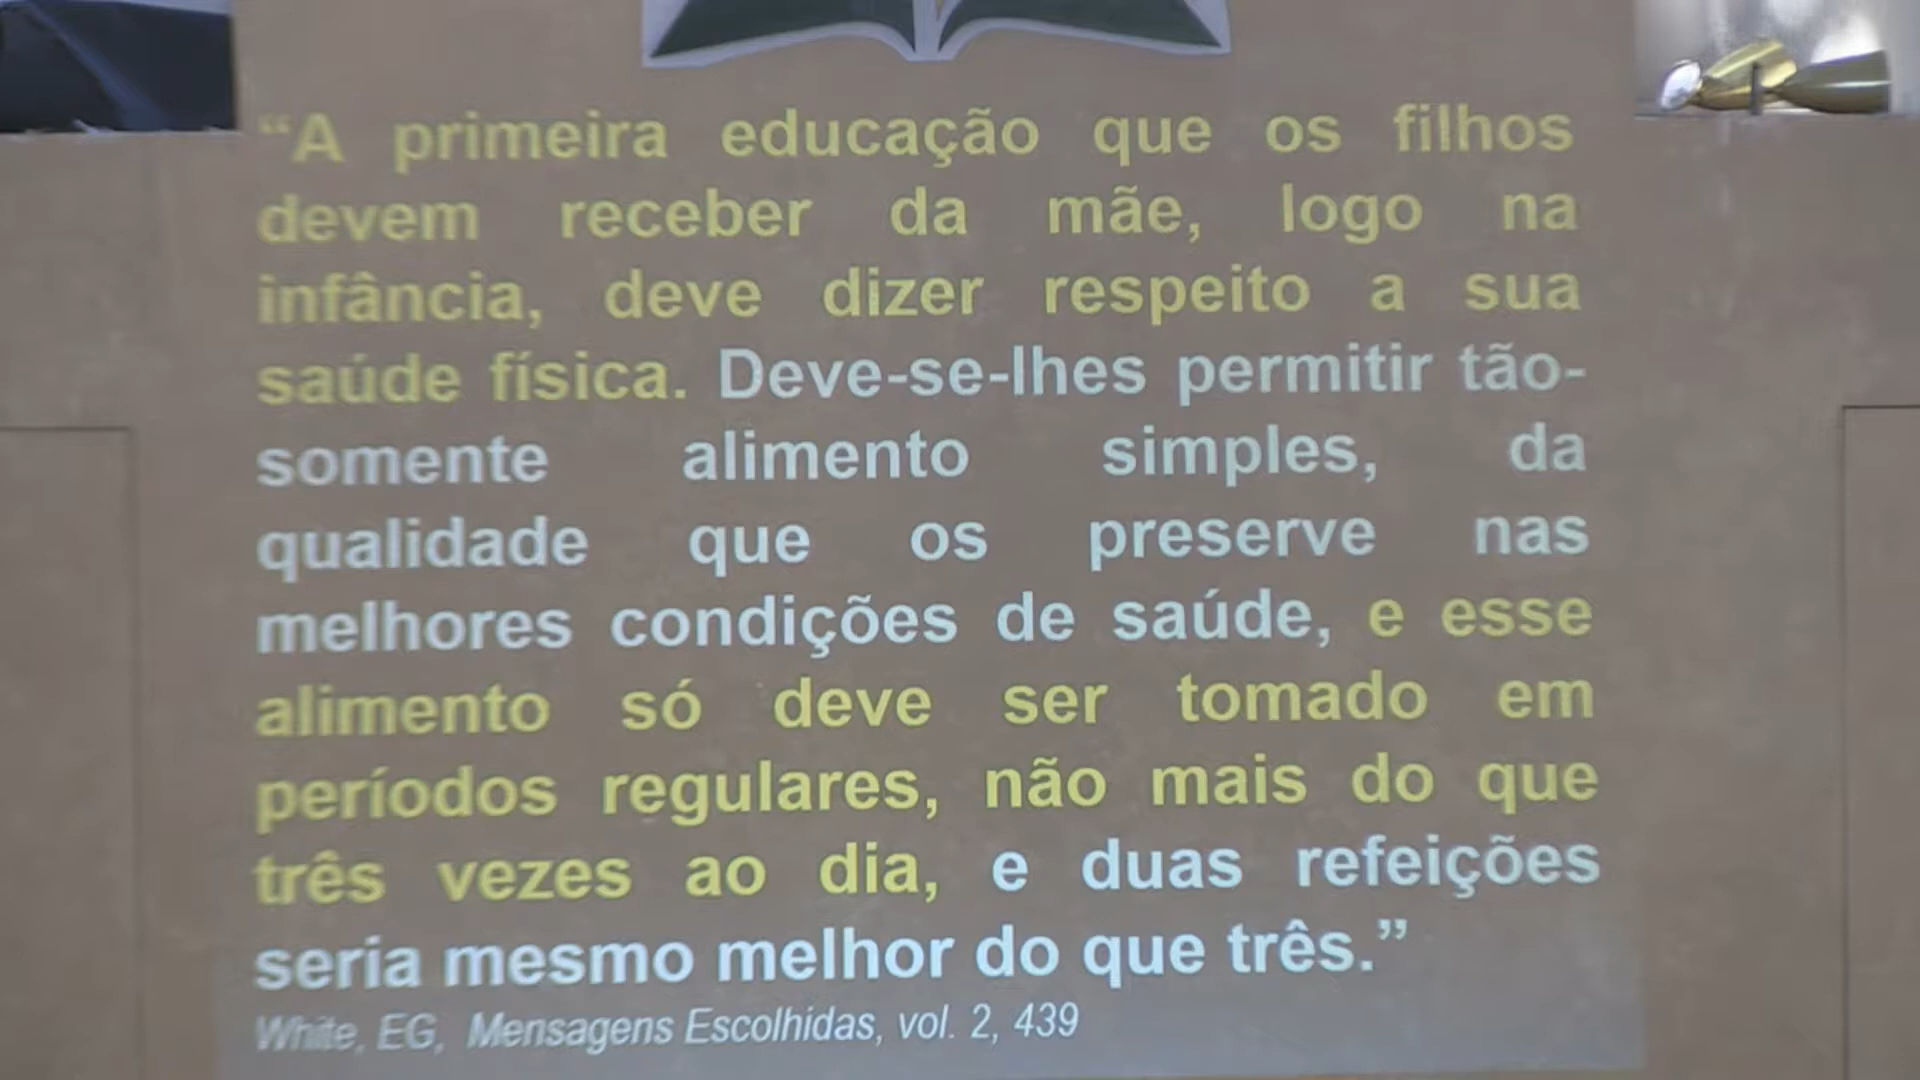 “A primeira educação que os filhos
devem receber da mãe, logo na
infância, deve dizer respeito a sua
saúde física. Deve-se-lhes permitir tão-
somente alimento simples, da
qualidade que os preserve nas
melhores condições de saúde, e esse
alimento só deve ser tomado em
períodos regulares, não mais do que
três vezes ao dia, e duas refeições
seria mesmo melhor do que três.”
White, EG, Mensagens Escolhidas, vol. 2, 439